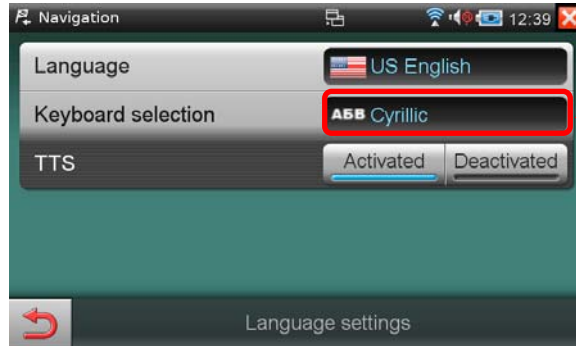 Navigation 12:39
Language US English
Keyboard selection АБВ Cyrillic
TTS Activated Deactivated
Language settings